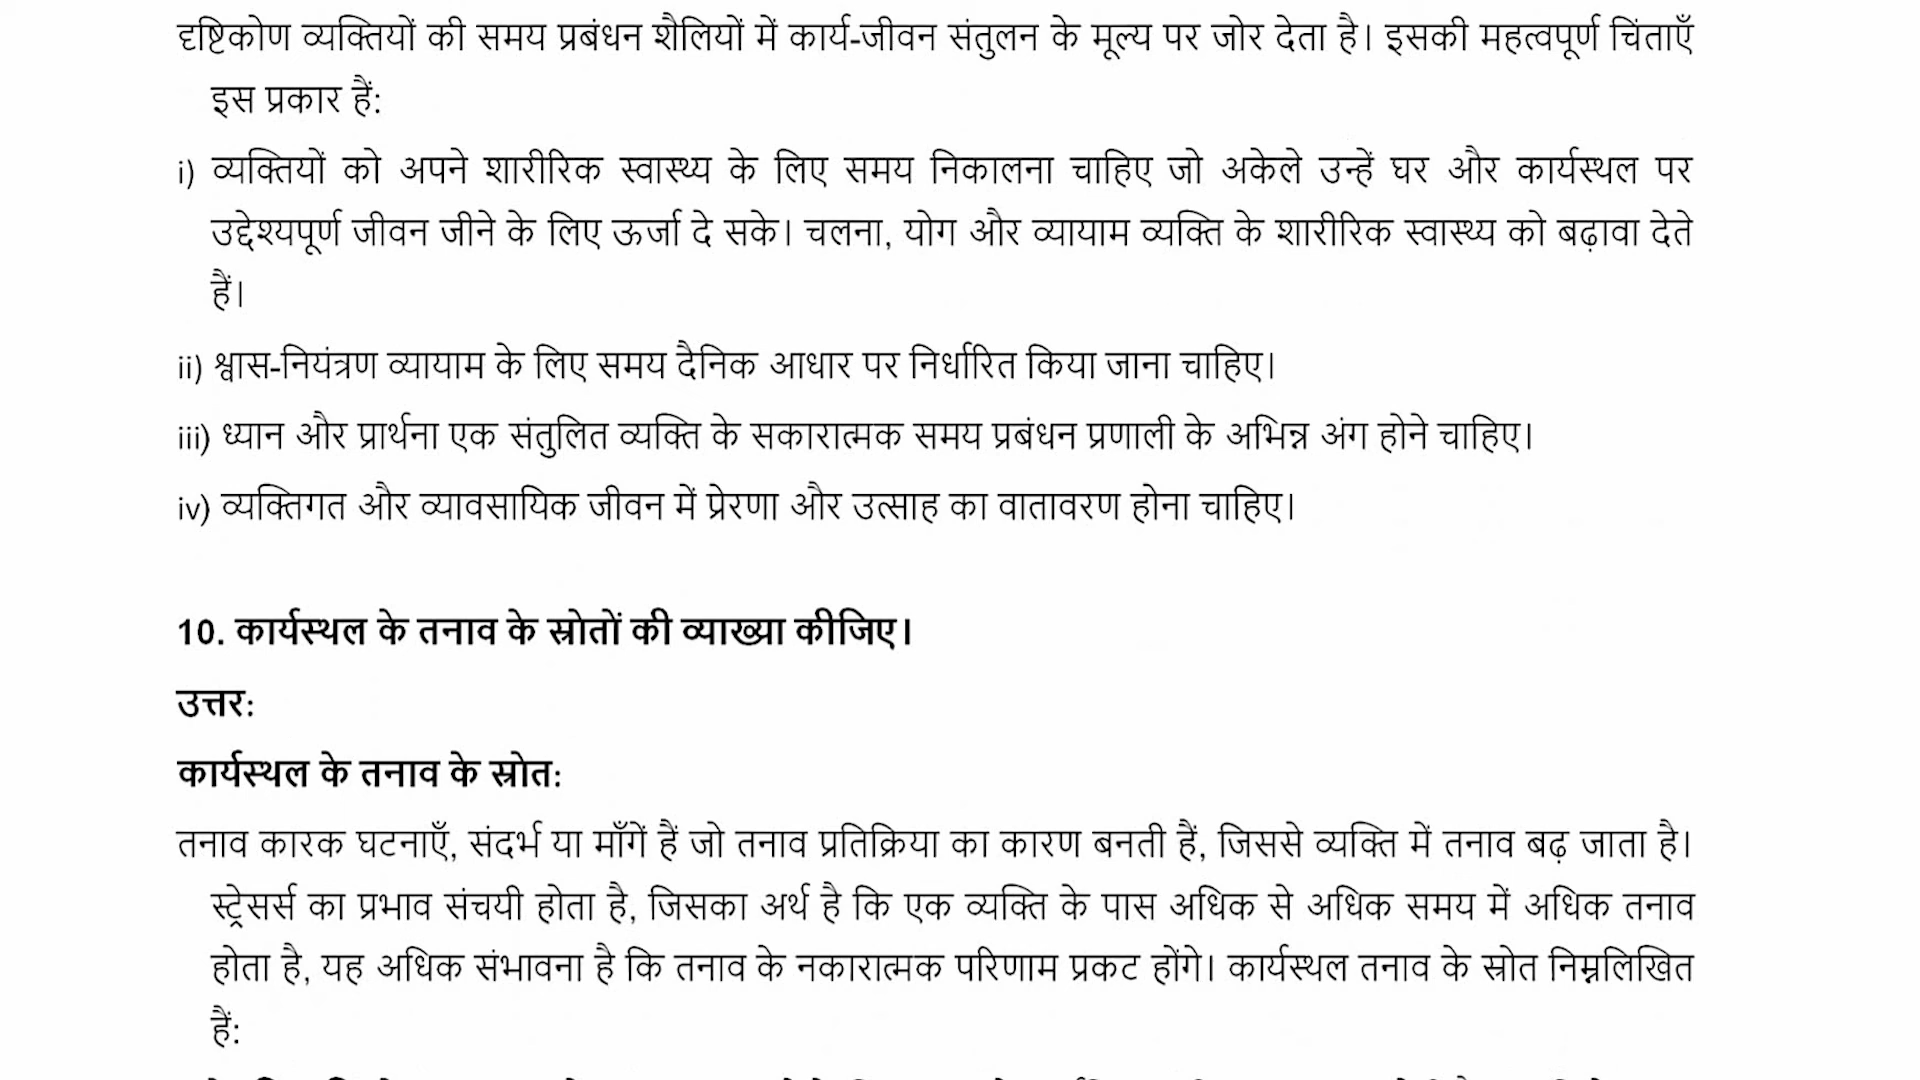 दृष्टिकोण व्यक्तियों की समय प्रबंधन शैलियों में कार्य-जीवन संतुलन के मूल्य पर जोर देता है। इसकी महत्वपूर्ण चिंताएँ
इस प्रकार हैं:
i) व्यक्तियों को अपने शारीरिक स्वास्थ्य के लिए समय निकालना चाहिए जो अकेले उन्हें घर और कार्यस्थल पर
उद्देश्यपूर्ण जीवन जीने के लिए ऊर्जा दे सके। चलना, योग और व्यायाम व्यक्ति के शारीरिक स्वास्थ्य को बढ़ावा देते
हैं।
ii) श्वास-नियंत्रण व्यायाम के लिए समय दैनिक आधार पर निर्धारित किया जाना चाहिए।
iii) ध्यान और प्रार्थना एक संतुलित व्यक्ति के सकारात्मक समय प्रबंधन प्रणाली के अभिन्न अंग होने चाहिए।
iv) व्यक्तिगत और व्यावसायिक जीवन में प्रेरणा और उत्साह का वातावरण होना चाहिए।
10. कार्यस्थल के तनाव के स्रोतों की व्याख्या कीजिए।
उत्तर:
कार्यस्थल के तनाव के स्रोत:
तनाव कारक घटनाएँ, संदर्भ या माँगें हैं जो तनाव प्रतिक्रिया का कारण बनती हैं, जिससे व्यक्ति में तनाव बढ़ जाता है।
स्ट्रेसर्स का प्रभाव संचयी होता है, जिसका अर्थ है कि एक व्यक्ति के पास अधिक से अधिक समय में अधिक तनाव
होता है, यह अधिक संभावना है कि तनाव के नकारात्मक परिणाम प्रकट होंगे। कार्यस्थल तनाव के स्रोत निम्नलिखित
हैं: